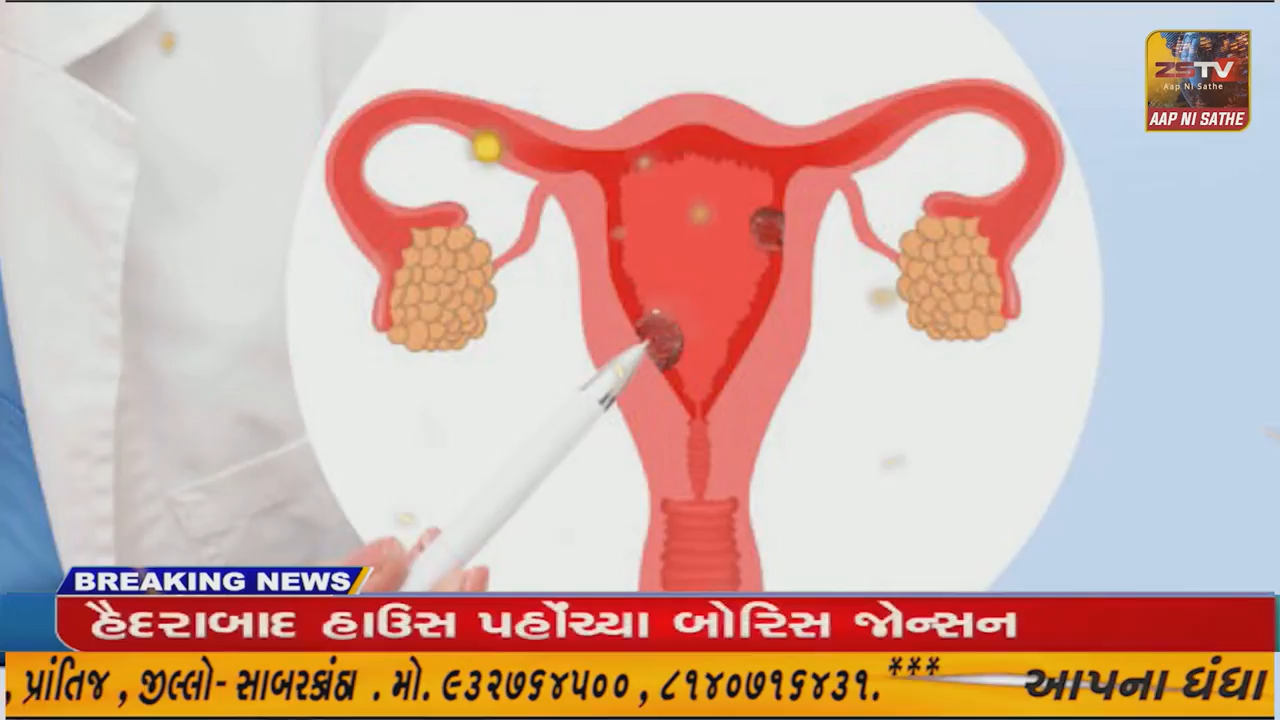 ZSTV
Aap Ni Sathe
AAP NI SATHE
BREAKING NEWS
હૈદરાબાદ હાઉસ પહોંચ્યા બોરિસ જોન્સન
, પ્રાંતિજ , જીલ્લો- સાબરકાંઠા . મો. ૯૩૨૭૬૪૫૦૦ , ૮૧૪૦૭૧૬૪૩૧. *** આપના ધંધા